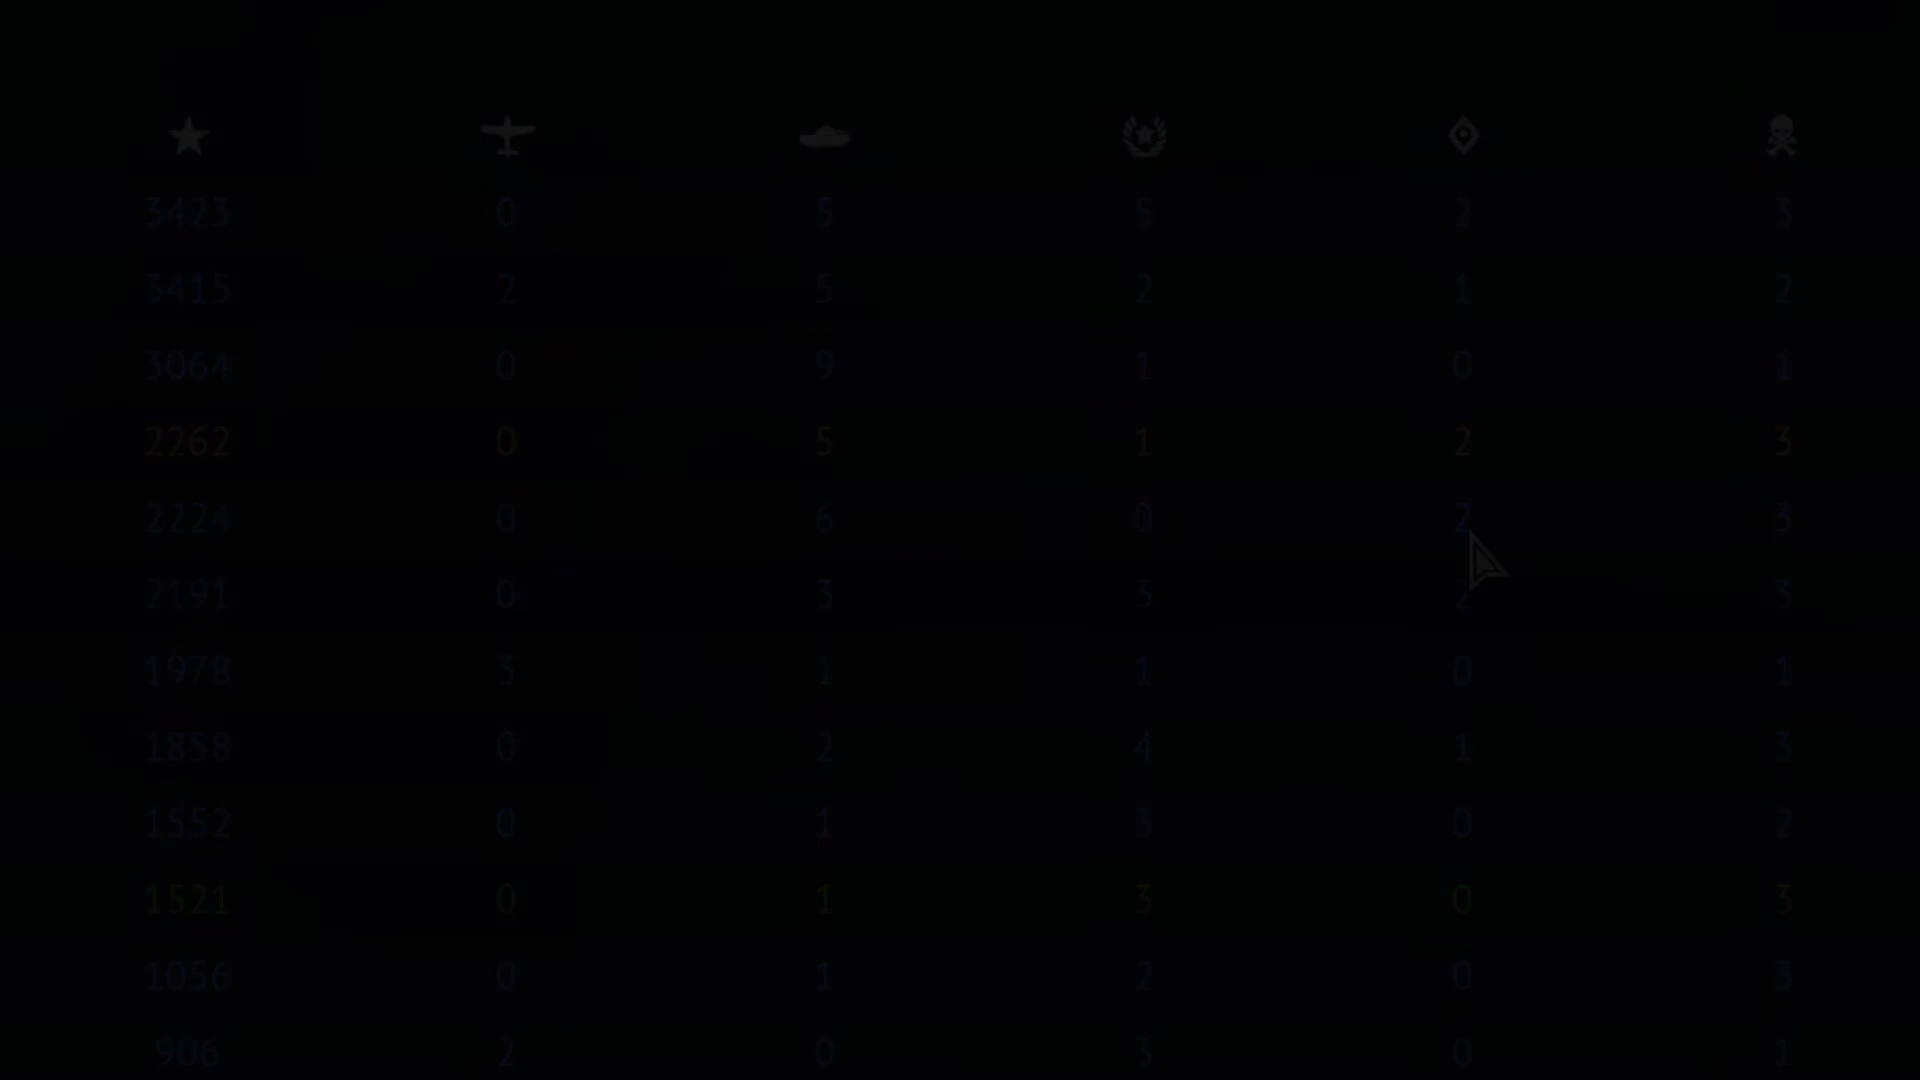 3423 0 5 5 2 3
3415 2 5 2 1 2
3064 0 9 1 0 1
2262 0 5 1 2 3
2224 0 6 0 2 3
2191 0 3 3 2 3
1978 3 1 1 0 1
1858 0 2 4 1 3
1552 0 1 3 0 2
1521 0 1 3 0 3
1056 0 1 2 0 3
906 2 0 3 0 1